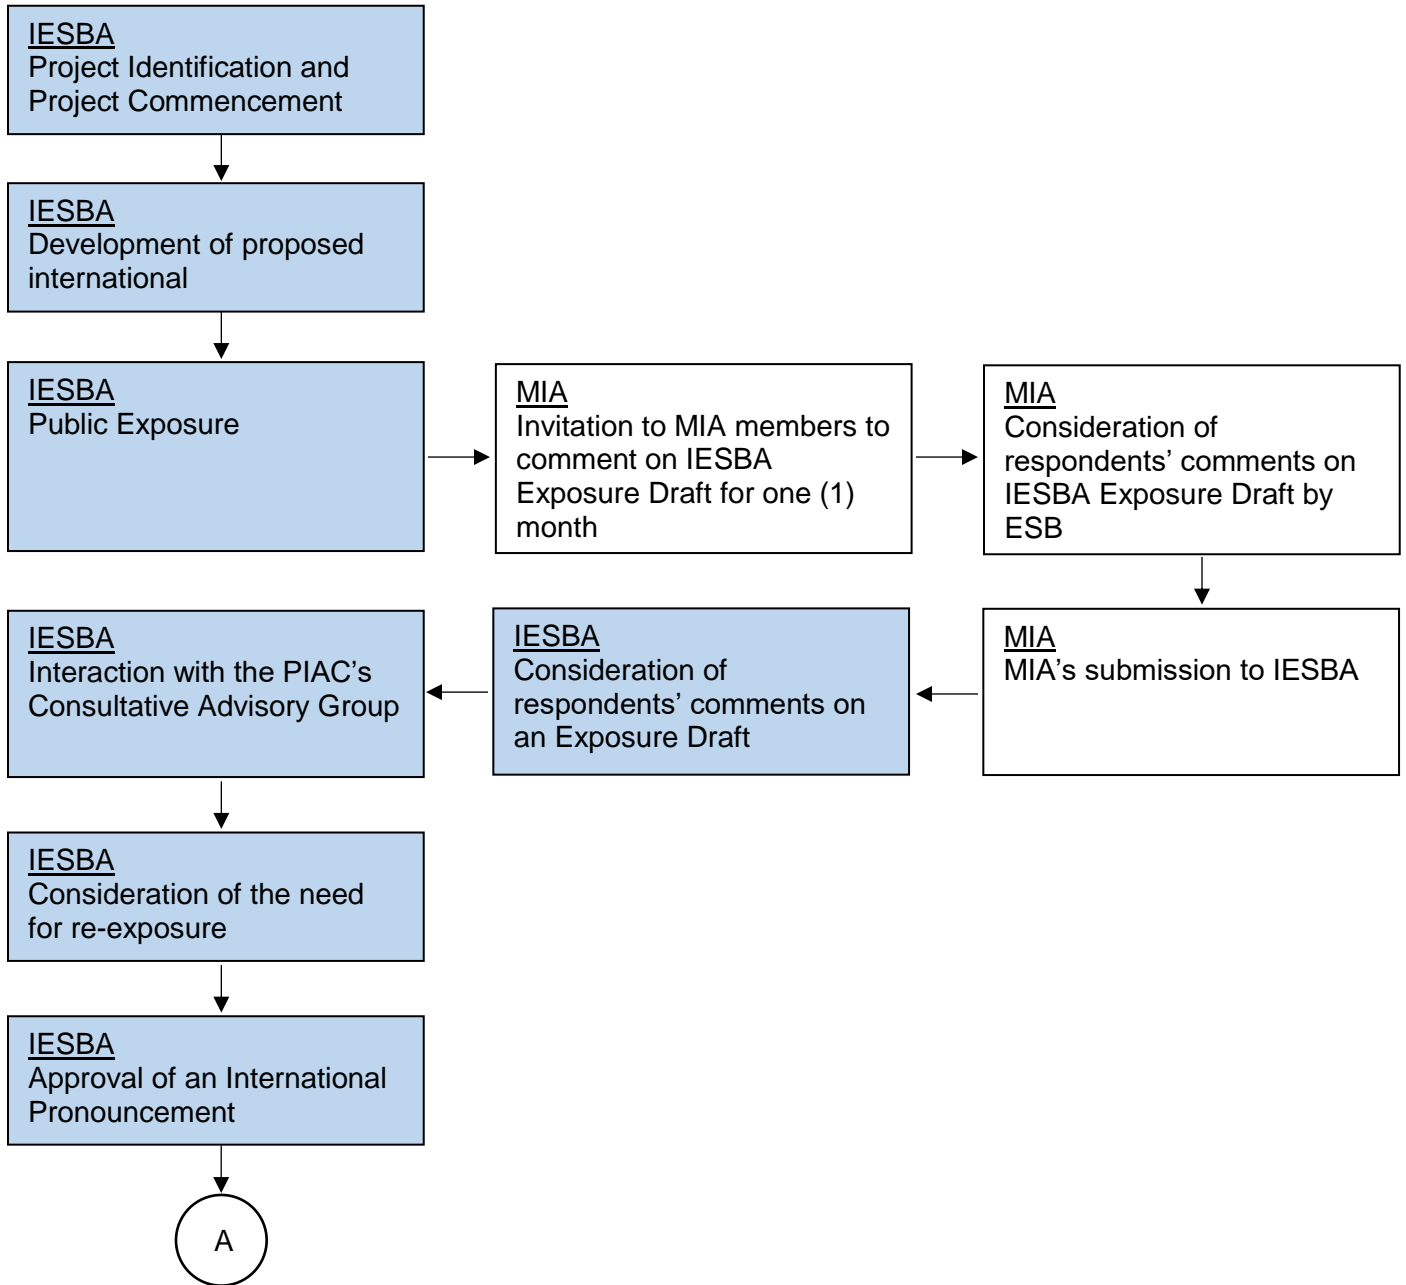 IESBA
Project Identification and
Project Commencement
IESBA
Development of proposed
international
IESBA
Public Exposure
MIA
Invitation to MIA members to
comment on IESBA
Exposure Draft for one (1)
month
MIA
Consideration of
respondents’ comments on
IESBA Exposure Draft by
ESB
MIA
MIA’s submission to IESBA
IESBA
Consideration of
respondents’ comments on
an Exposure Draft
IESBA
Interaction with the PIAC’s
Consultative Advisory Group
IESBA
Consideration of the need
for re-exposure
IESBA
Approval of an International
Pronouncement
A